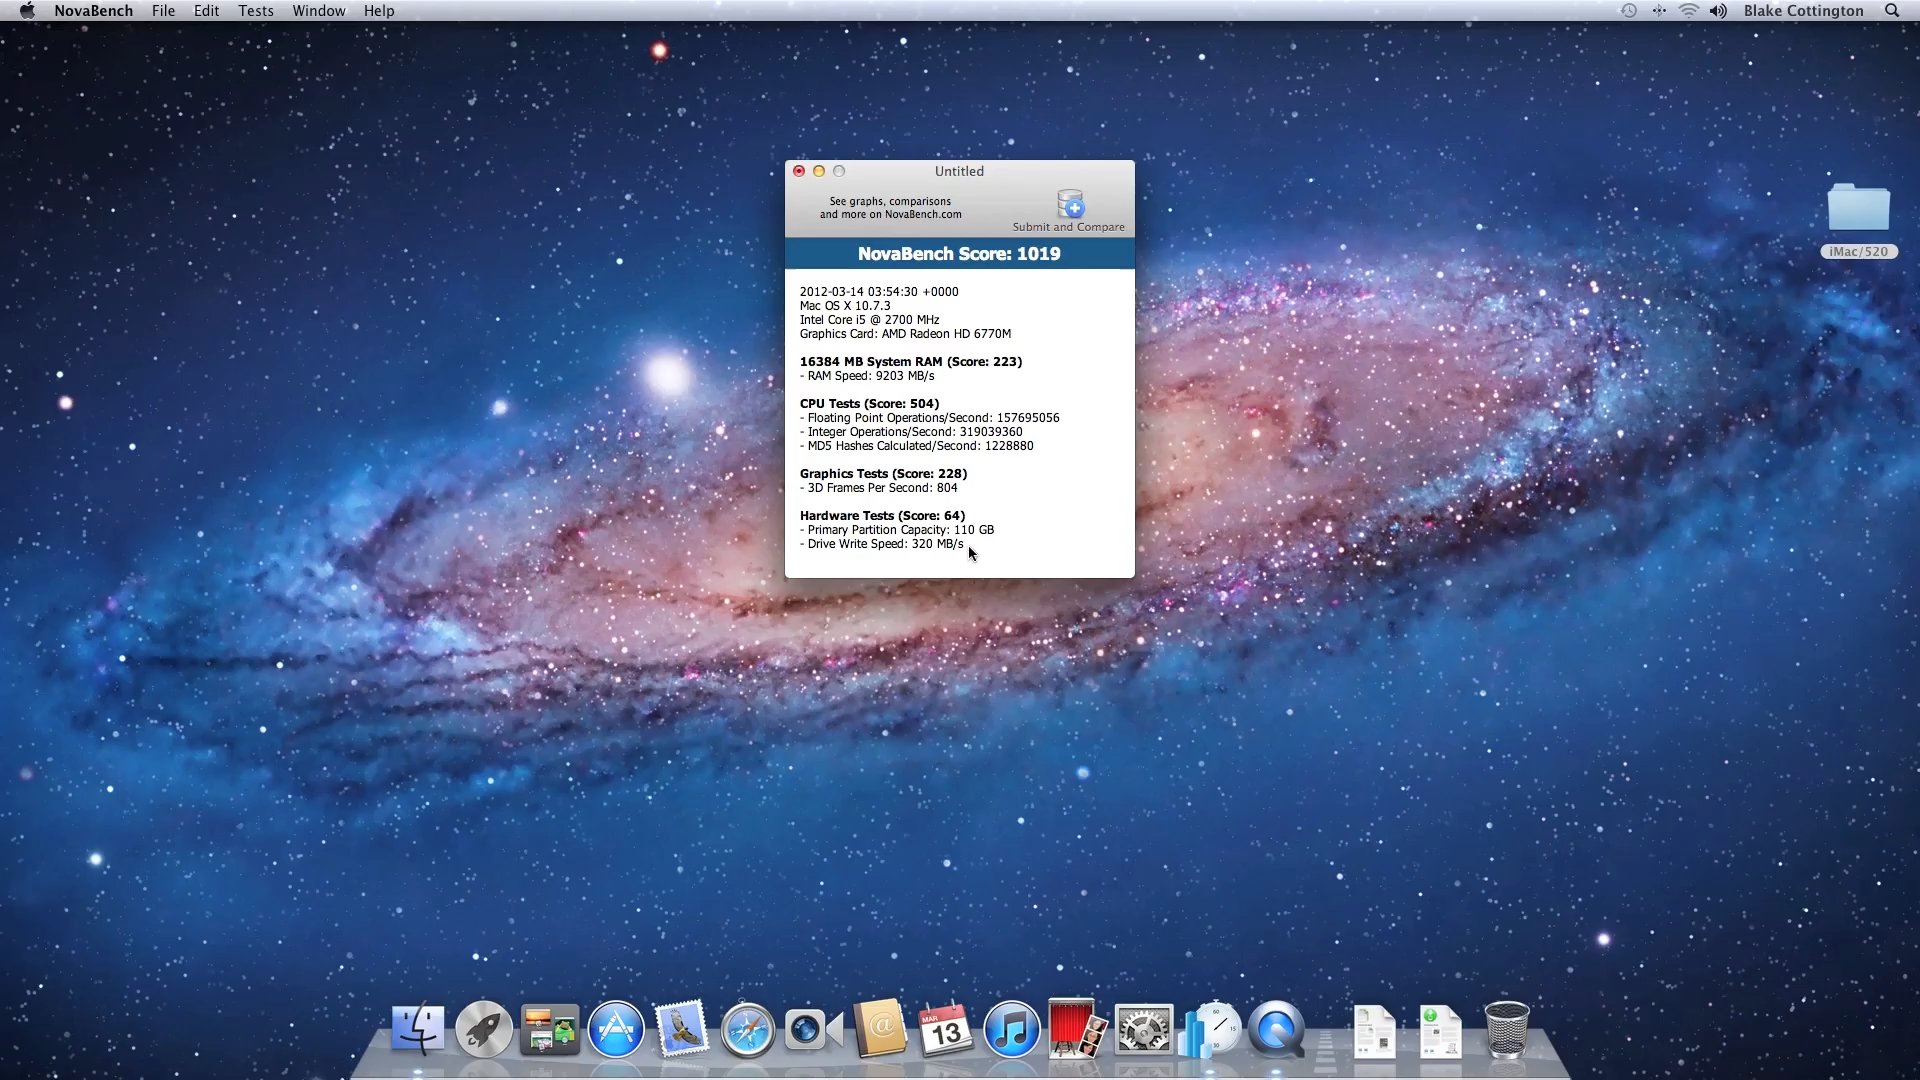 NovaBench File Edit Tests Window Help
Blake Cottington
Untitled
See graphs, comparisons
and more on NovaBench.com
Submit and Compare
NovaBench Score: 1019
2012-03-14 03:54:30 +0000
Mac OS X 10.7.3
Intel Core i5 @ 2700 MHz
Graphics Card: AMD Radeon HD 6770M
16384 MB System RAM (Score: 223)
- RAM Speed: 9203 MB/s
CPU Tests (Score: 504)
- Floating Point Operations/Second: 157695056
- Integer Operations/Second: 319039360
- MD5 Hashes Calculated/Second: 1228880
Graphics Tests (Score: 228)
- 3D Frames Per Second: 804
Hardware Tests (Score: 64)
- Primary Partition Capacity: 110 GB
- Drive Write Speed: 320 MB/s
iMac/520
@
MAR
13
60
15
30